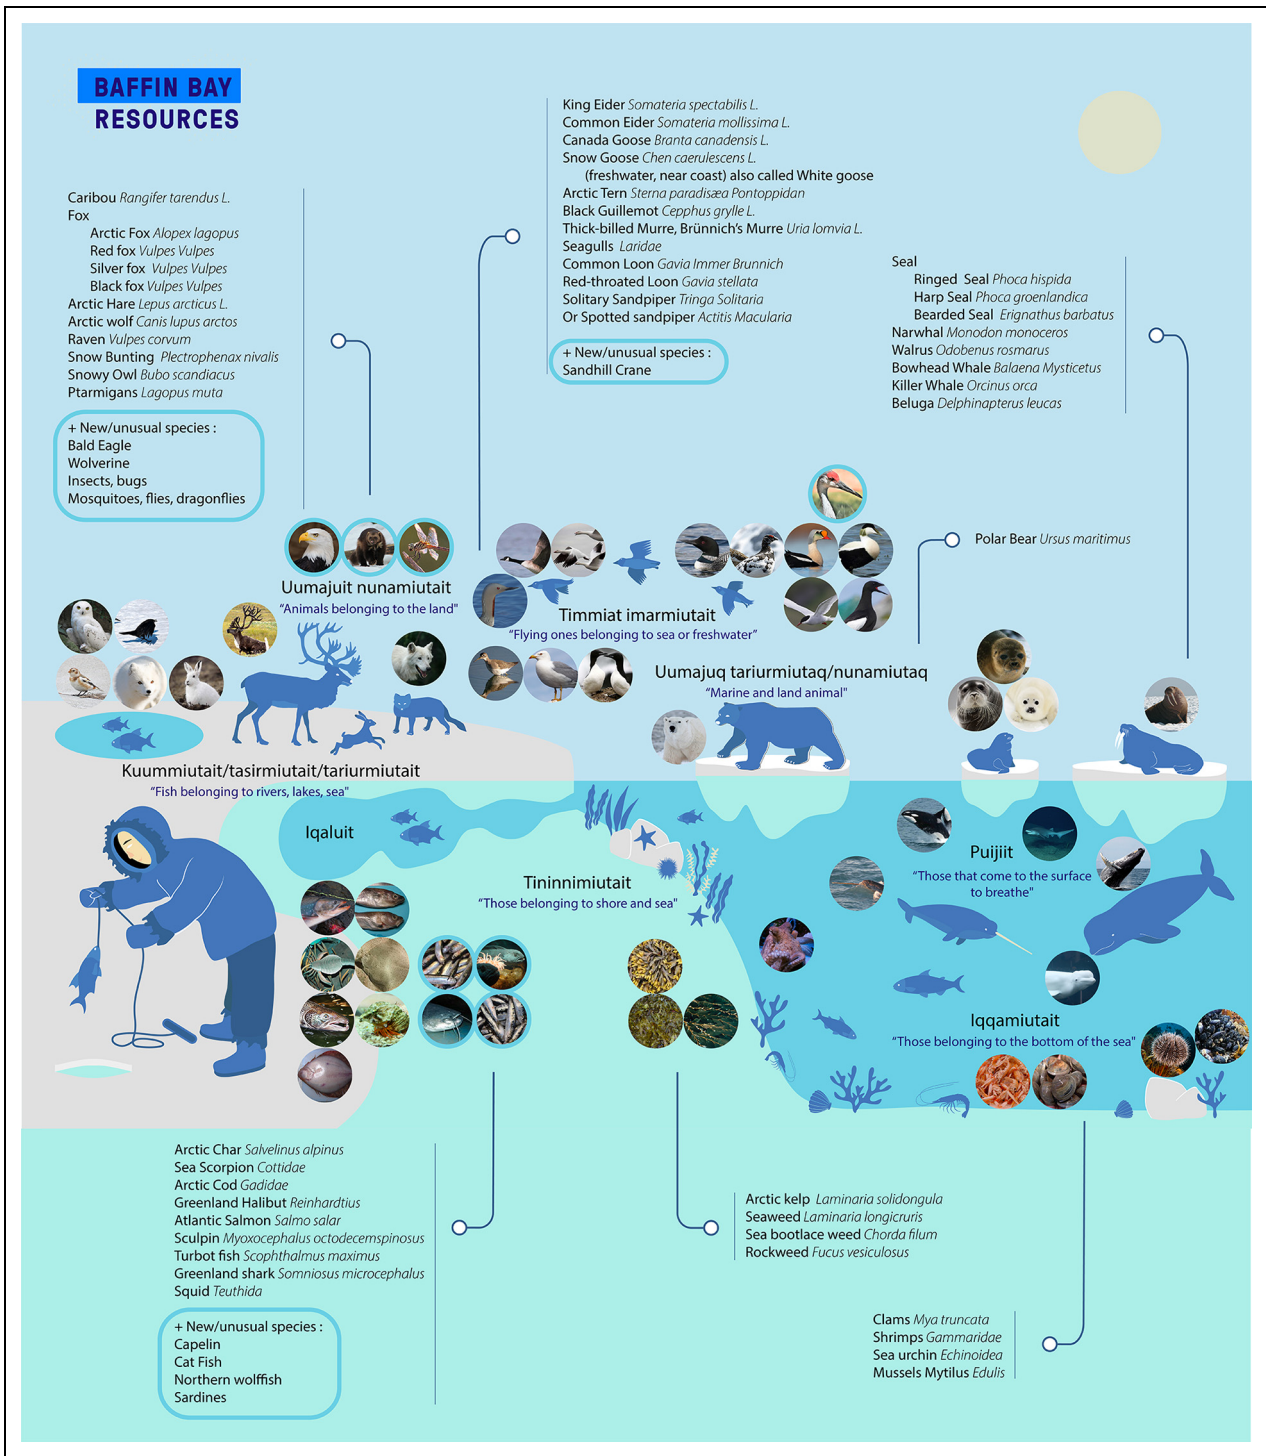 BAFFIN BAY
RESOURCES
King Eider Somateria spectabilis L.
Common Eider Somateria mollissima L.
Canada Goose Branta canadensis L.
Snow Goose Chen caerulescens L.
(freshwater, near coast) also called White goose
Arctic Tern Sterna paradisæa Pontoppidan
Black Guillemot Cepphus grylle L.
Thick-billed Murre, Brünnich's Murre Uria lomvia L.
Seagulls Laridae
Common Loon Gavia Immer Brunnich
Red-throated Loon Gavia stellata
Solitary Sandpiper Tringa Solitaria
Or Spotted sandpiper Actitis Macularia
+ New/unusual species :
Sandhill Crane
Caribou Rangifer tarendus L.
Fox
Arctic Fox Alopex lagopus
Red fox Vulpes Vulpes
Silver fox Vulpes Vulpes
Black fox Vulpes Vulpes
Arctic Hare Lepus arcticus L.
Arctic wolf Canis lupus arctos
Raven Vulpes corvum
Snow Bunting Plectrophenax nivalis
Snowy Owl Bubo scandiacus
Ptarmigans Lagopus muta
+ New/unusual species :
Bald Eagle
Wolverine
Insects, bugs
Mosquitoes, flies, dragonflies
Seal
Ringed Seal Phoca hispida
Harp Seal Phoca groenlandica
Bearded Seal Erignathus barbatus
Narwhal Monodon monoceros
Walrus Odobenus rosmarus
Bowhead Whale Balaena Mysticetus
Killer Whale Orcinus orca
Beluga Delphinapterus leucas
Polar Bear Ursus maritimus
Uumajuit nunamiutait
"Animals belonging to the land"
Timmiat imarmiutait
"Flying ones belonging to sea or freshwater"
Uumajuq tariurmiutaq/nunamiutaq
"Marine and land animal"
Kuummiutait/tasirmiutait/tariurmiutait
"Fish belonging to rivers, lakes, sea"
Iqaluit
Tininnimiutait
"Those belonging to shore and sea"
Puijiit
"Those that come to the surface
to breathe"
Iqqamiutait
"Those belonging to the bottom of the sea"
Arctic Char Salvelinus alpinus
Sea Scorpion Cottidae
Arctic Cod Gadidae
Greenland Halibut Reinhardtius
Atlantic Salmon Salmo salar
Sculpin Myoxocephalus octodecemspinosus
Turbot fish Scophthalmus maximus
Greenland shark Somniosus microcephalus
Squid Teuthida
+ New/unusual species :
Capelin
Cat Fish
Northern wolffish
Sardines
Arctic kelp Laminaria solidongula
Seaweed Laminaria longicruris
Sea bootlace weed Chorda filum
Rockweed Fucus vesiculosus
Clams Mya truncata
Shrimps Gammaridae
Sea urchin Echinoidea
Mussels Mytilus Edulis